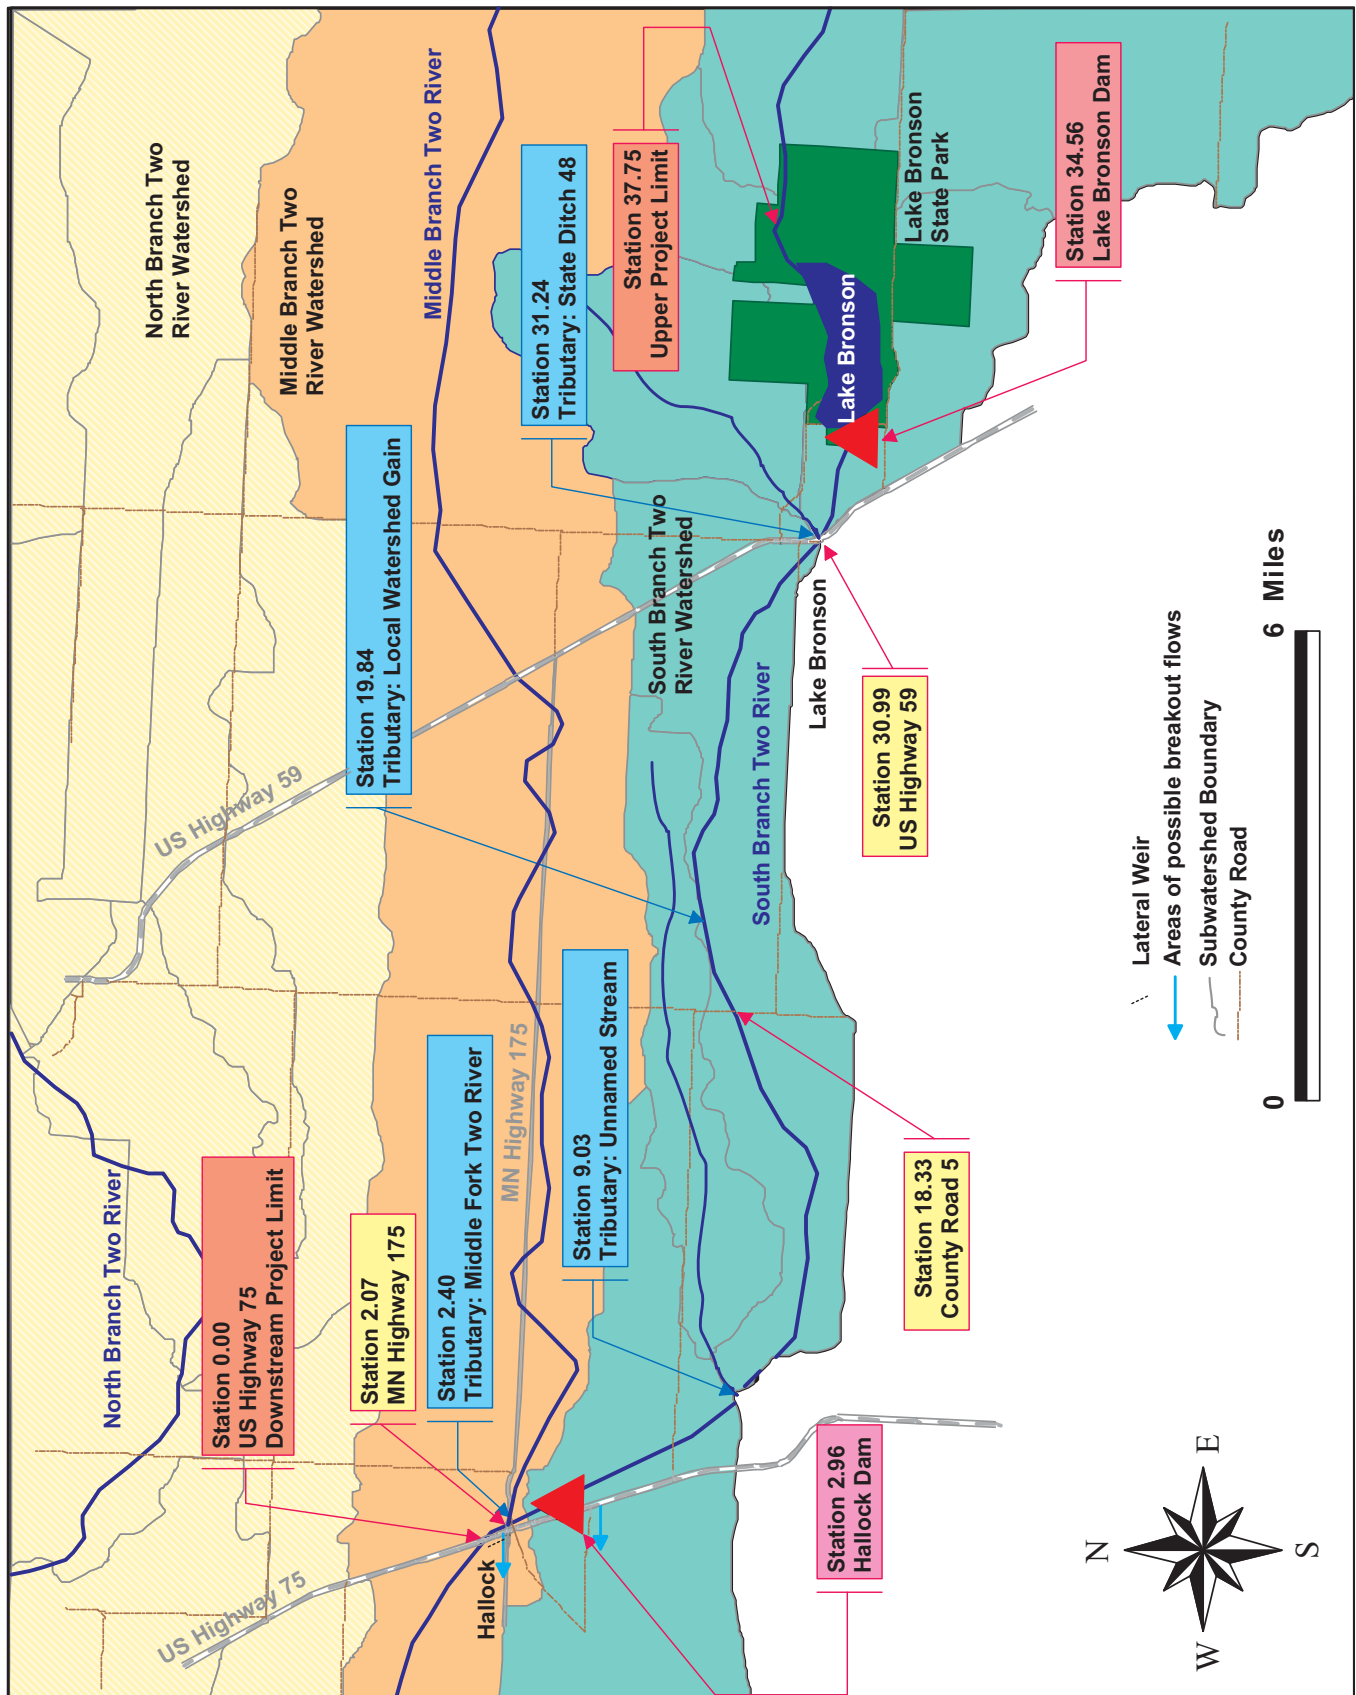 North Branch Two
River Watershed
Middle Branch Two
River Watershed
Middle Branch Two River
Station 31.24
Tributary: State Ditch 48
Station 37.75
Upper Project Limit
Lake Bronson
State Park
Station 34.56
Lake Bronson Dam
Lake Bronson
Station 19.84
Tributary: Local Watershed Gain
South Branch Two
River Watershed
US Highway 59
Lake Bronson
South Branch Two River
Station 30.99
US Highway 59
North Branch Two River
Station 0.00
US Highway 75
Downstream Project Limit
Station 2.07
MN Highway 175
Station 2.40
Tributary: Middle Fork Two River
MN Highway 175
Station 9.03
Tributary: Unnamed Stream
Station 18.33
County Road 5
Station 2.96
Hallock Dam
Hallock
US Highway 75
Lateral Weir
Areas of possible breakout flows
Subwatershed Boundary
County Road
0
6
Miles
N
E
S
W